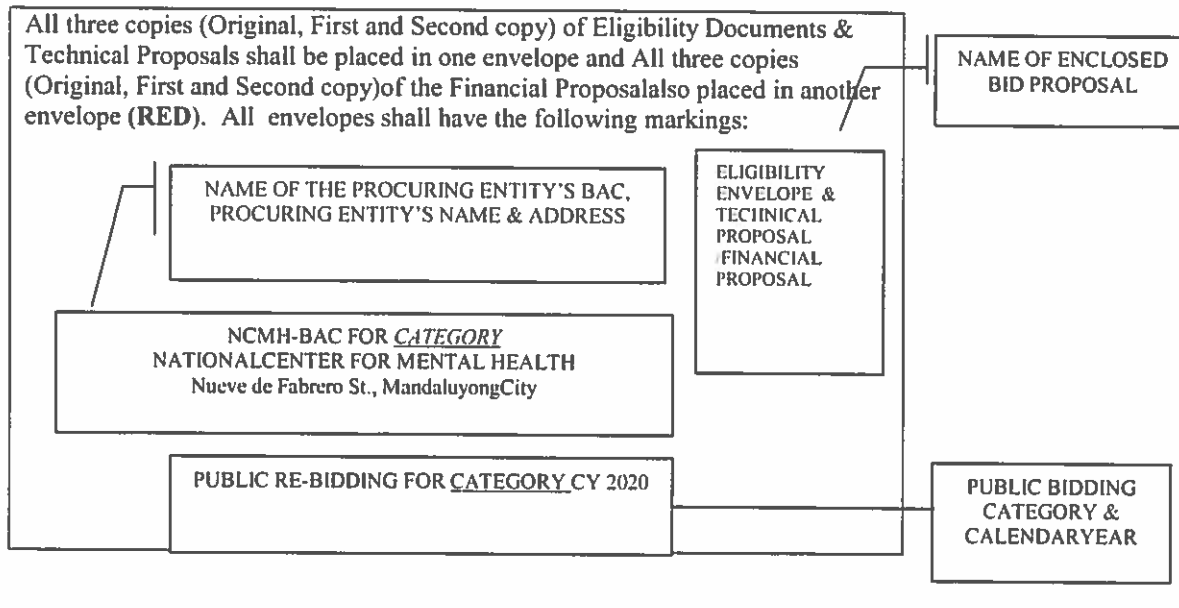 All three copies (Original, First and Second copy) of Eligibility Documents &
Technical Proposals shall be placed in one envelope and All three copies
(Original, First and Second copy)of the Financial Proposalalso placed in another
envelope (RED). All envelopes shall have the following markings:
NAME OF ENCLOSED
BID PROPOSAL
NAME OF THE PROCURING ENTITY'S BAC,
PROCURING ENTITY'S NAME & ADDRESS
ELIGIBILITY
ENVELOPE &
TECHNICAL
PROPOSAL
/FINANCIAL
PROPOSAL
NCMH-BAC FOR CATEGORY
NATIONALCENTER FOR MENTAL HEALTH
Nueve de Fabrero St., MandaluyongCity
PUBLIC RE-BIDDING FOR CATEGORY CY 2020
PUBLIC BIDDING
CATEGORY &
CALENDARYEAR